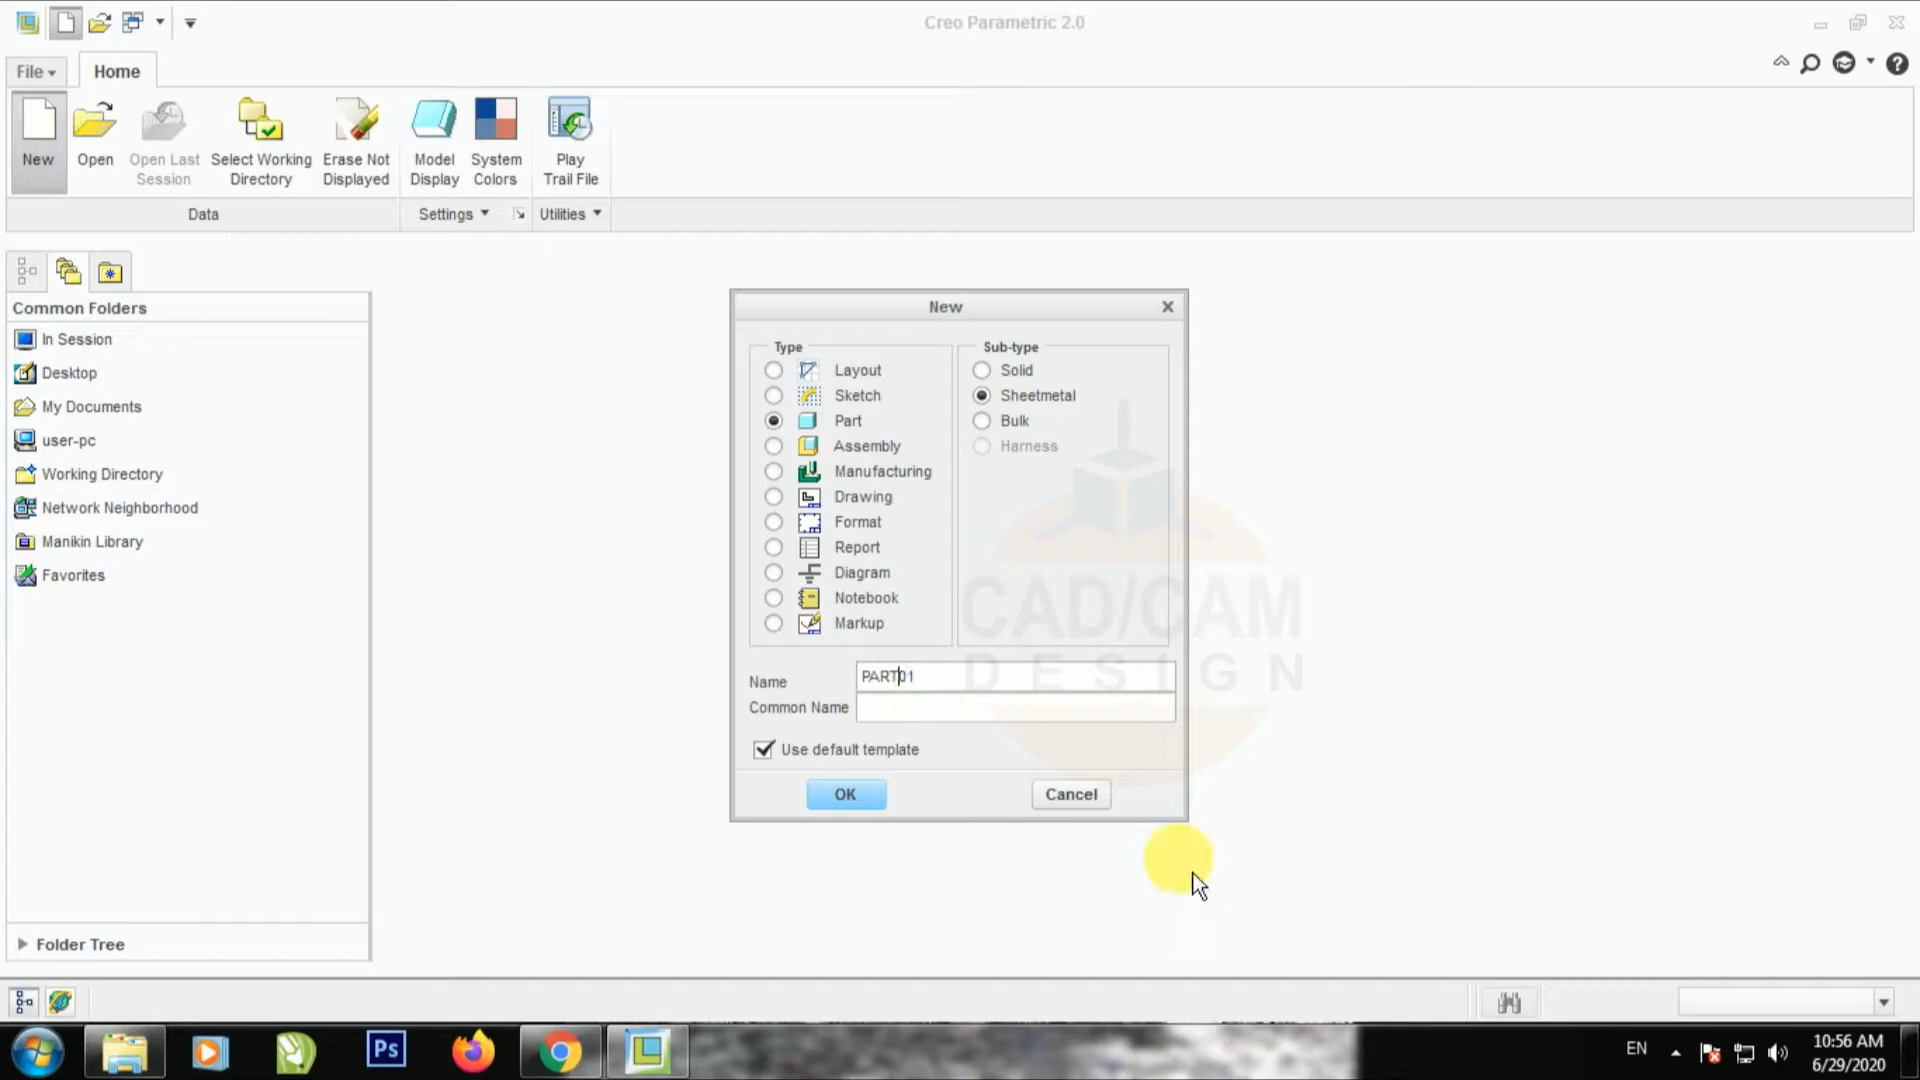 Creo Parametric 2.0
File
Home
New
Open
Open Last Session
Select Working Directory
Erase Not Displayed
Model Display
System Colors
Play Trail File
Data
Settings
Utilities
Common Folders
In Session
Desktop
My Documents
user-pc
Working Directory
Network Neighborhood
Manikin Library
Favorites
Folder Tree
New
Type
Layout
Sketch
Part
Assembly
Manufacturing
Drawing
Format
Report
Diagram
Notebook
Markup
Sub-type
Solid
Sheetmetal
Bulk
Harness
Name PART01
Common Name
Use default template
OK
Cancel
CAD/CAM
DESIGN
Ps
EN
10:56 AM
6/29/2020